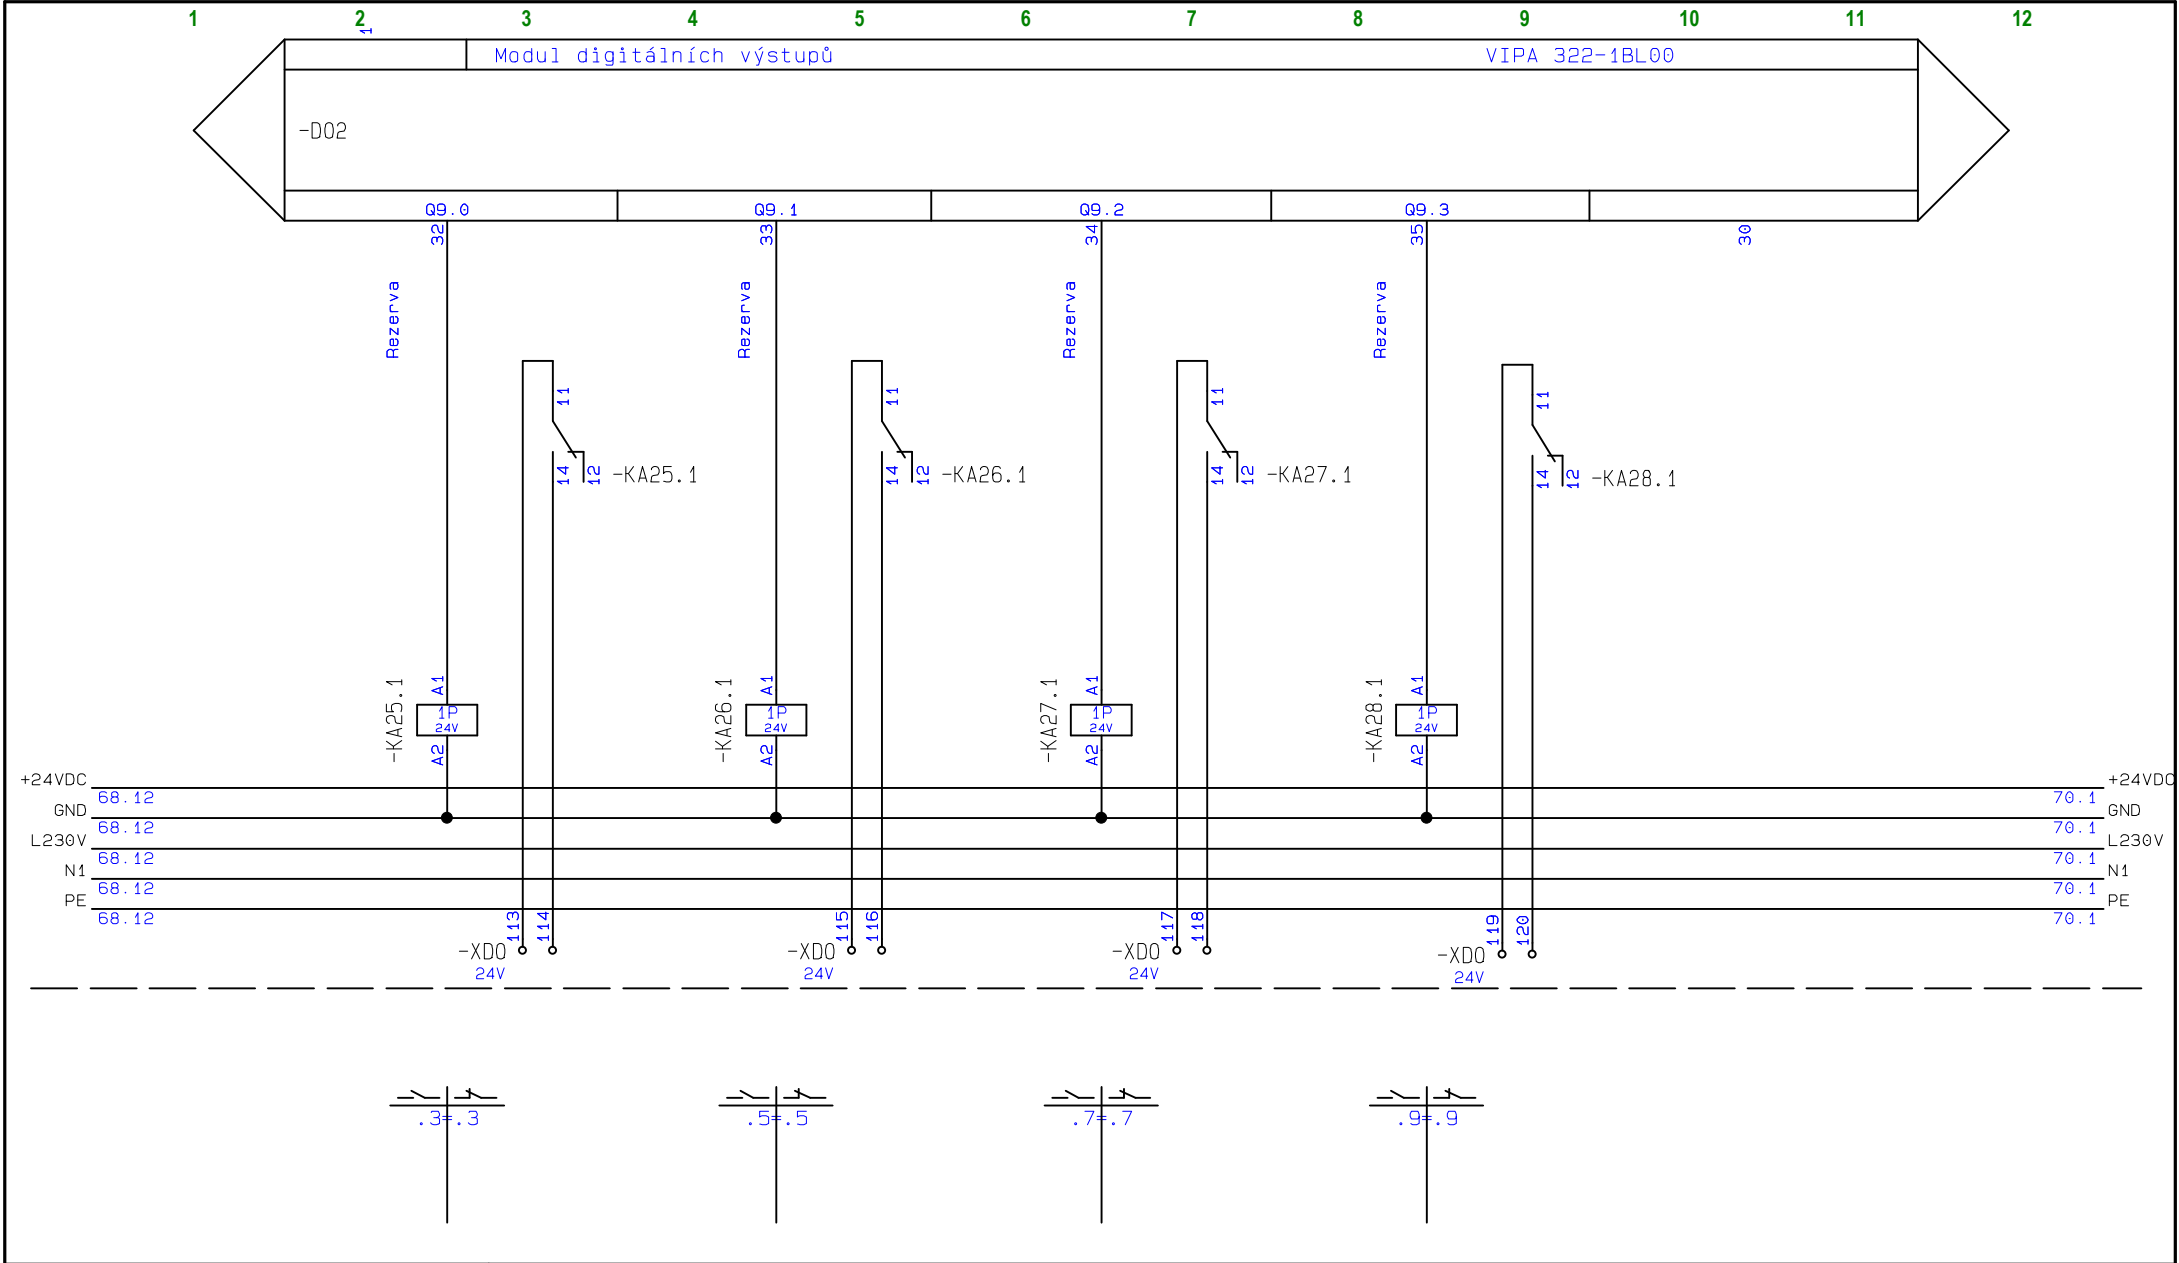 1 2 3 4 5 6 7 8 9 10 11 12
1
Modul digitálních výstupů VIPA 322-1BL00
-DO2
Q9.0 Q9.1 Q9.2 Q9.3
32 33 34 35 30
Rezerva Rezerva Rezerva Rezerva
11 11 11 11
14 12 -KA25.1 14 12 -KA26.1 14 12 -KA27.1 14 12 -KA28.1
-KA25.1 A1 -KA26.1 A1 -KA27.1 A1 -KA28.1 A1
1P 1P 1P 1P
24V 24V 24V 24V
A2 A2 A2 A2
+24VDC +24VDC
68.12 70.1
GND GND
68.12 70.1
L230V L230V
68.12 70.1
N1 N1
68.12 70.1
PE PE
68.12 70.1
113 114 115 116 117 118 119 120
-XDO -XDO -XDO -XDO
24V 24V 24V 24V
.3=.3 .5=.5 .7=.7 .9=.9